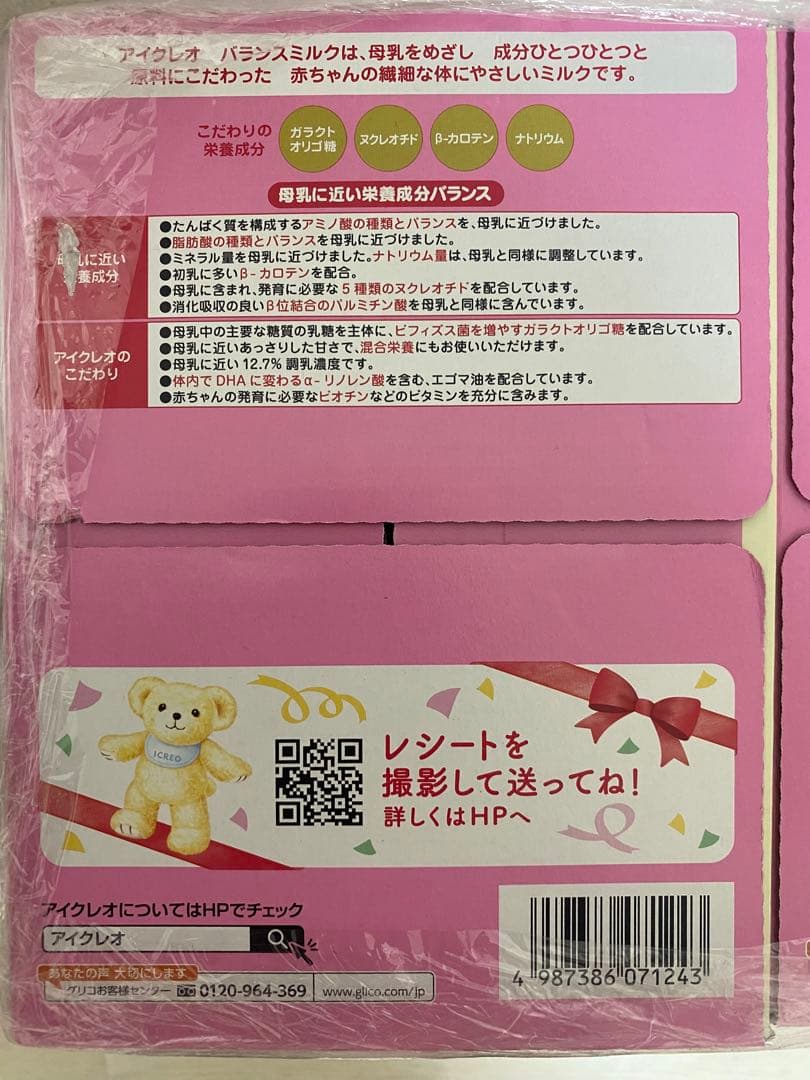 アイクレオ　バランスミルクは、母乳をめざし　成分ひとつひとつと
原料にこだわった　赤ちゃんの繊細な体にやさしいミルクです。
こだわりの
栄養成分
ガラクト
オリゴ糖
ヌクレオチド
β-カロテン
ナトリウム
母乳に近い栄養成分バランス
母乳に近い
栄養成分
●たんぱく質を構成するアミノ酸の種類とバランスを、母乳に近づけました。
●脂肪酸の種類とバランスを母乳に近づけました。
●ミネラル量を母乳に近づけました。ナトリウム量は、母乳と同様に調整しています。
●初乳に多いβ-カロテンを配合。
●母乳に含まれ、発育に必要な5種類のヌクレオチドを配合しています。
●消化吸収の良いβ位結合のパルミチン酸を母乳と同様に含んでいます。
アイクレオの
こだわり
●母乳中の主要な糖質の乳糖を主体に、ビフィズス菌を増やすガラクトオリゴ糖を配合しています。
●母乳に近いあっさりした甘さで、混合栄養にもお使いいただけます。
●母乳に近い12.7%調乳濃度です。
●体内でDHAに変わるα-リノレン酸を含む、エゴマ油を配合しています。
●赤ちゃんの発育に必要なビオチンなどのビタミンを充分に含みます。
ICREO
レシートを
撮影して送ってね!
詳しくはHPへ
アイクレオについてはHPでチェック
アイクレオ
あなたの声 大切にします
グリコお客様センター 0120-964-369 www.glico.com/jp
4 987386 071243